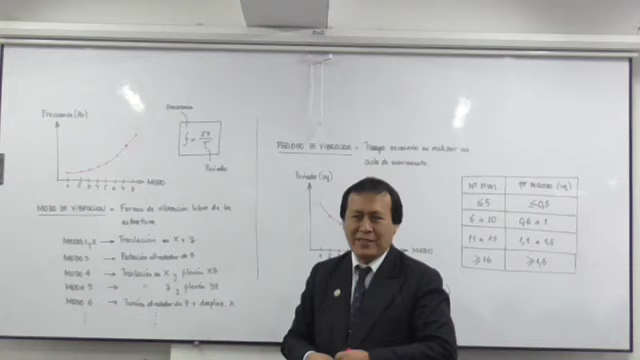 Frecuencia (Hz)
MODO
Frecuencia
f = 2π/T
Periodo
MODO DE VIBRACION = Forma de vibración libre de la
estructura
MODO 1, 2 → Traslación en X + Z
MODO 3 → Rotación alrededor de
MODO 4 → Traslación en X y flexión
MODO 5 → " Z y flexión
MODO 6 → Torsión alrededor de Y + desplaz. X
PERIODO DE VIBRACION = Tiempo necesario en realizar un
ciclo de movimiento
Periodo (seg)
MODO
Nº PISOS
(seg)
≤5 ≤0,5
6 a 10 0,6 a 1
11 a 15 1,1 a 1,5
≥16 ≥1,6